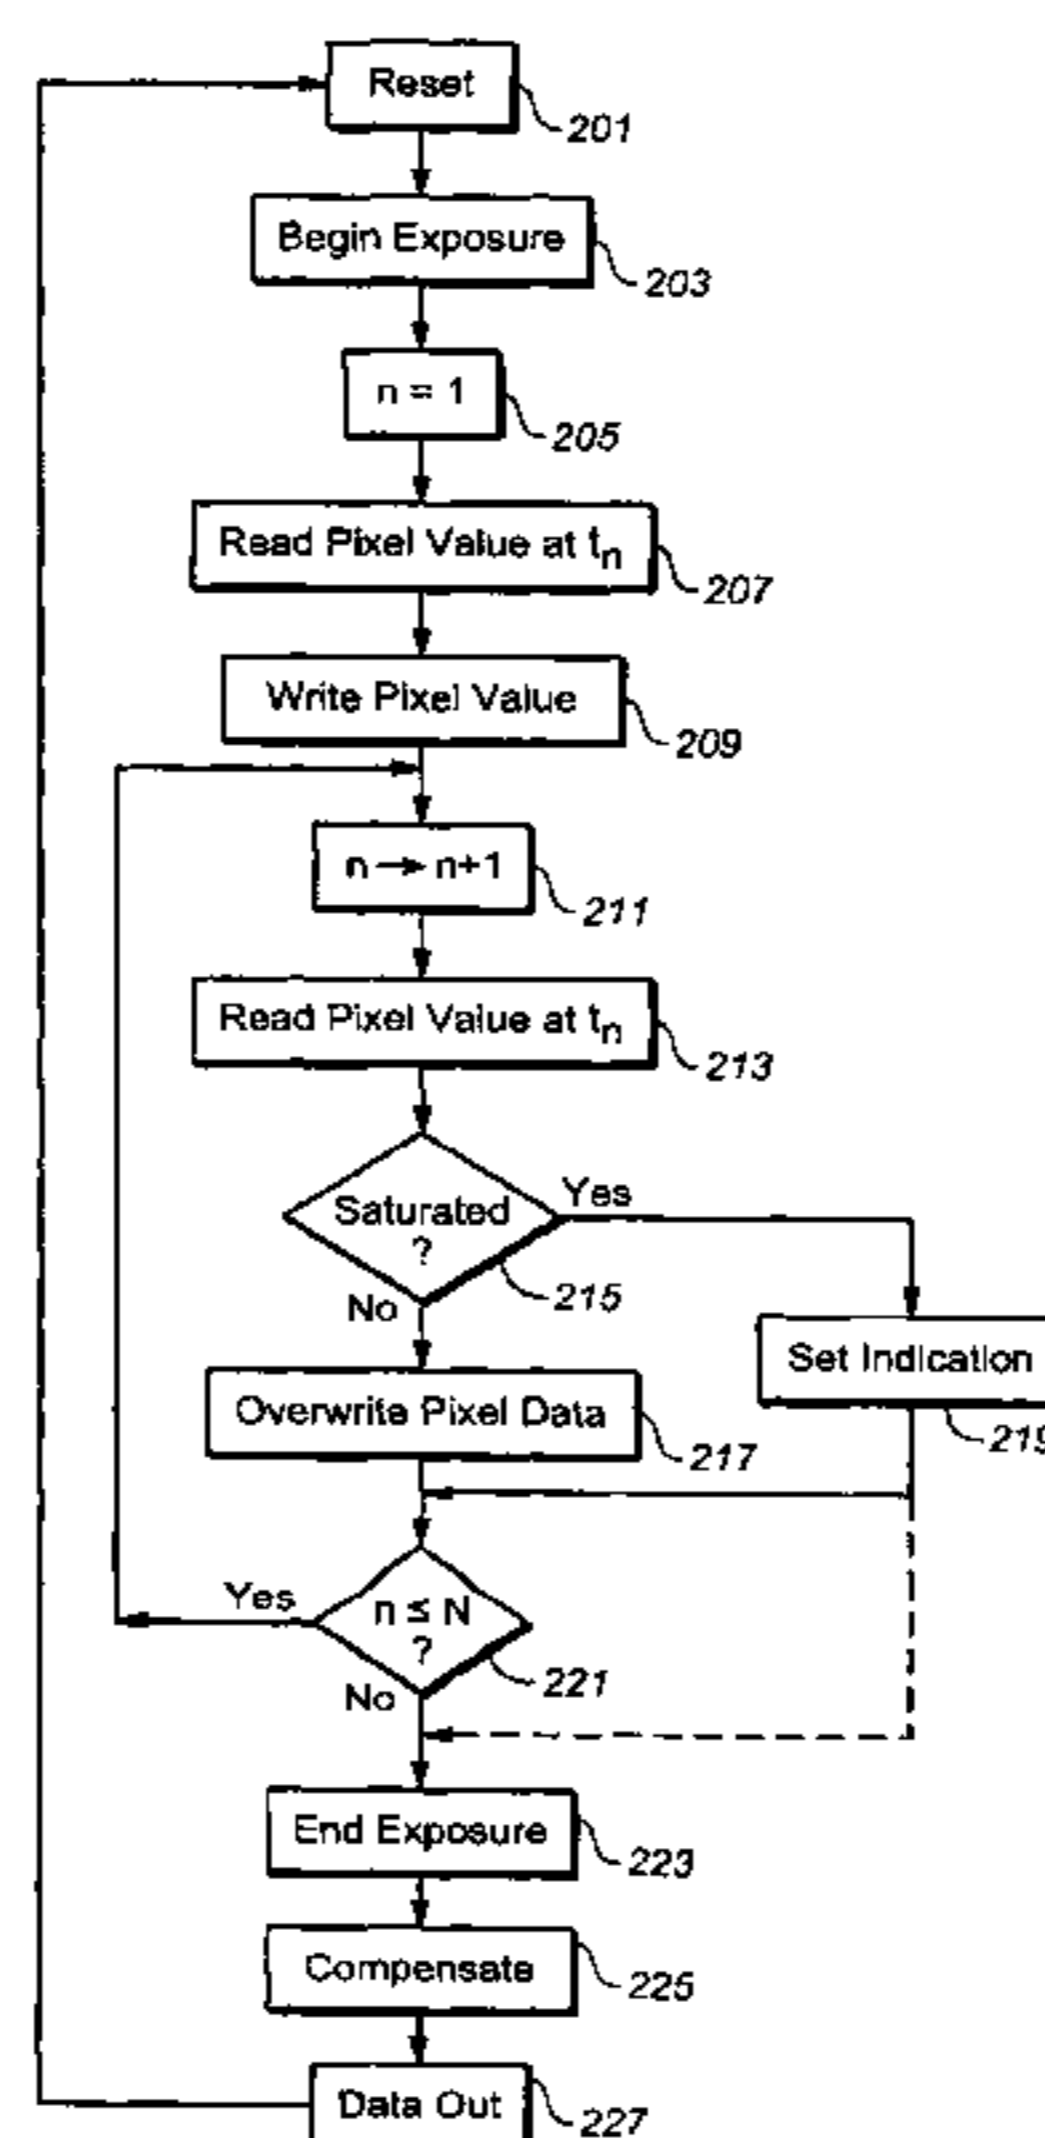 Reset
201
Begin Exposure
203
n = 1
205
Read Pixel Value at tn
207
Write Pixel Value
209
n → n+1
211
Read Pixel Value at tn
213
Saturated
?
Yes
215
No
Set Indication
219
Overwrite Pixel Data
217
Yes
n ≤ N
?
221
No
End Exposure
223
Compensate
225
Data Out
227